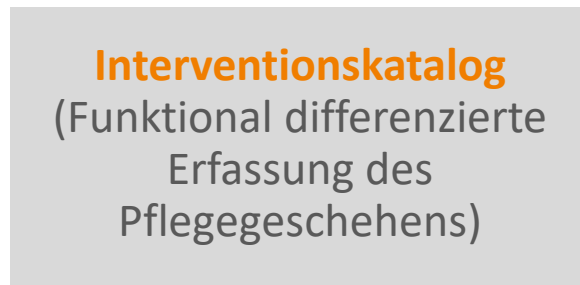 Interventionskatalog
(Funktional differenzierte
Erfassung des
Pflegegeschehens)